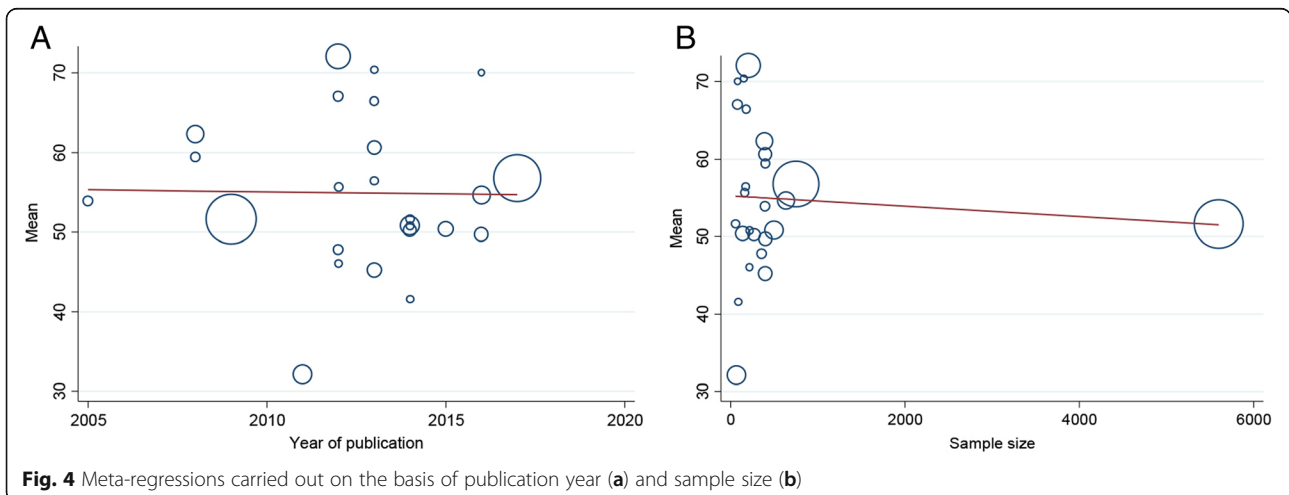 A
B
Mean
70
60
50
40
30
2005
2010
2015
2020
Year of publication
Mean
70
60
50
40
30
0
2000
4000
6000
Sample size
Fig. 4 Meta-regressions carried out on the basis of publication year (a) and sample size (b)